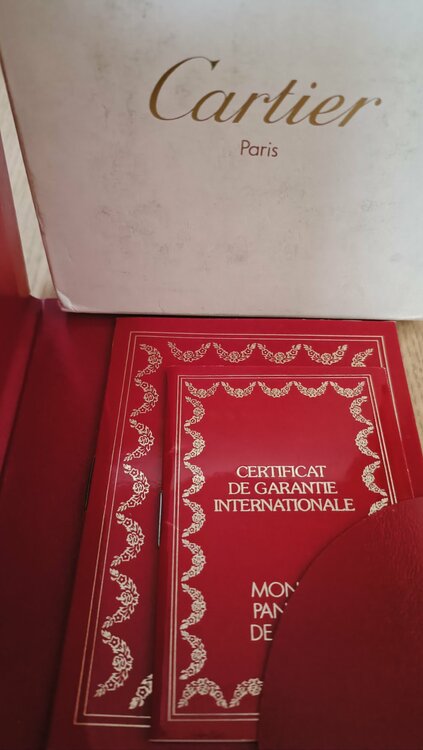 Cartier
Paris
CERTIFICAT
DE GARANTIE
INTERNATIONALE
MON
PAN
DE